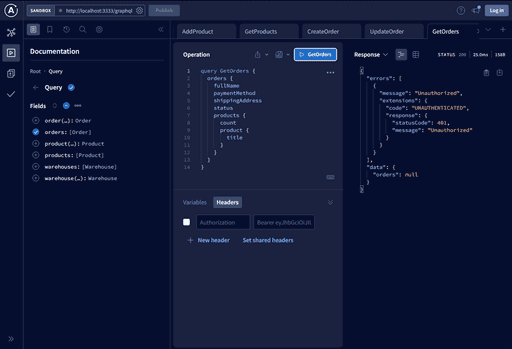 SANDBOX
http://localhost:3333/graphql
Publish
Log in
AddProduct
GetProducts
CreateOrder
UpdateOrder
GetOrders
Documentation
Root · Query
Query
Fields
order(…): Order
orders: [Order]
product(…): Product
products: [Product]
warehouses: [Warehouse]
warehouse(…): Warehouse
Operation
GetOrders
1 query GetOrders {
2 orders {
3 fullName
4 paymentMethod
5 shippingAddress
6 status
7 products {
8 count
9 product {
10 title
11 }
12 }
13 }
14 }
Variables
Headers
Authorization
New header
Set shared headers
Response
STATUS 200
25.0ms
158B
{
"errors": [
{
"message": "Unauthorized",
"extensions": {
"code": "UNAUTHENTICATED",
"response": {
"statusCode": 401,
"message": "Unauthorized"
}
}
}
],
"data": {
"orders": null
}
}